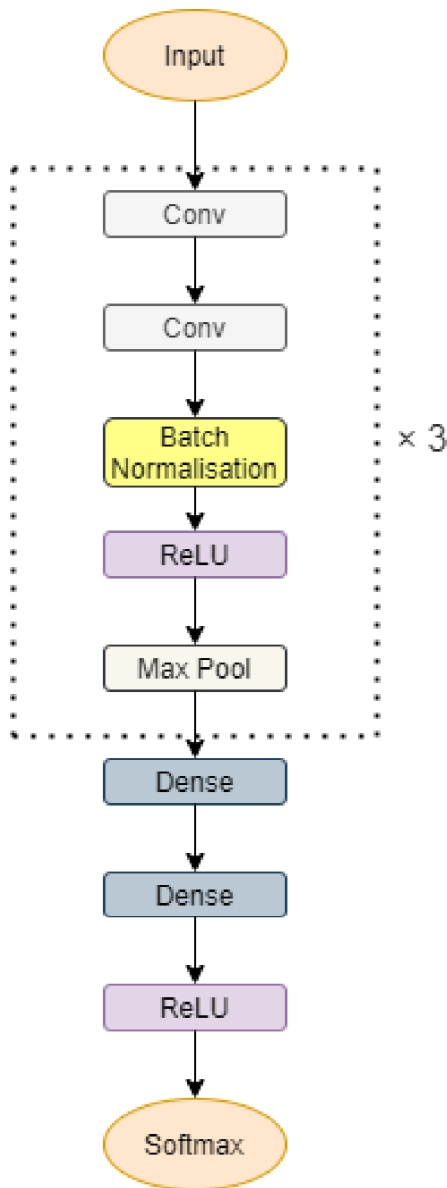 Input
Conv
Conv
Batch
Normalisation
× 3
ReLU
Max Pool
Dense
Dense
ReLU
Softmax